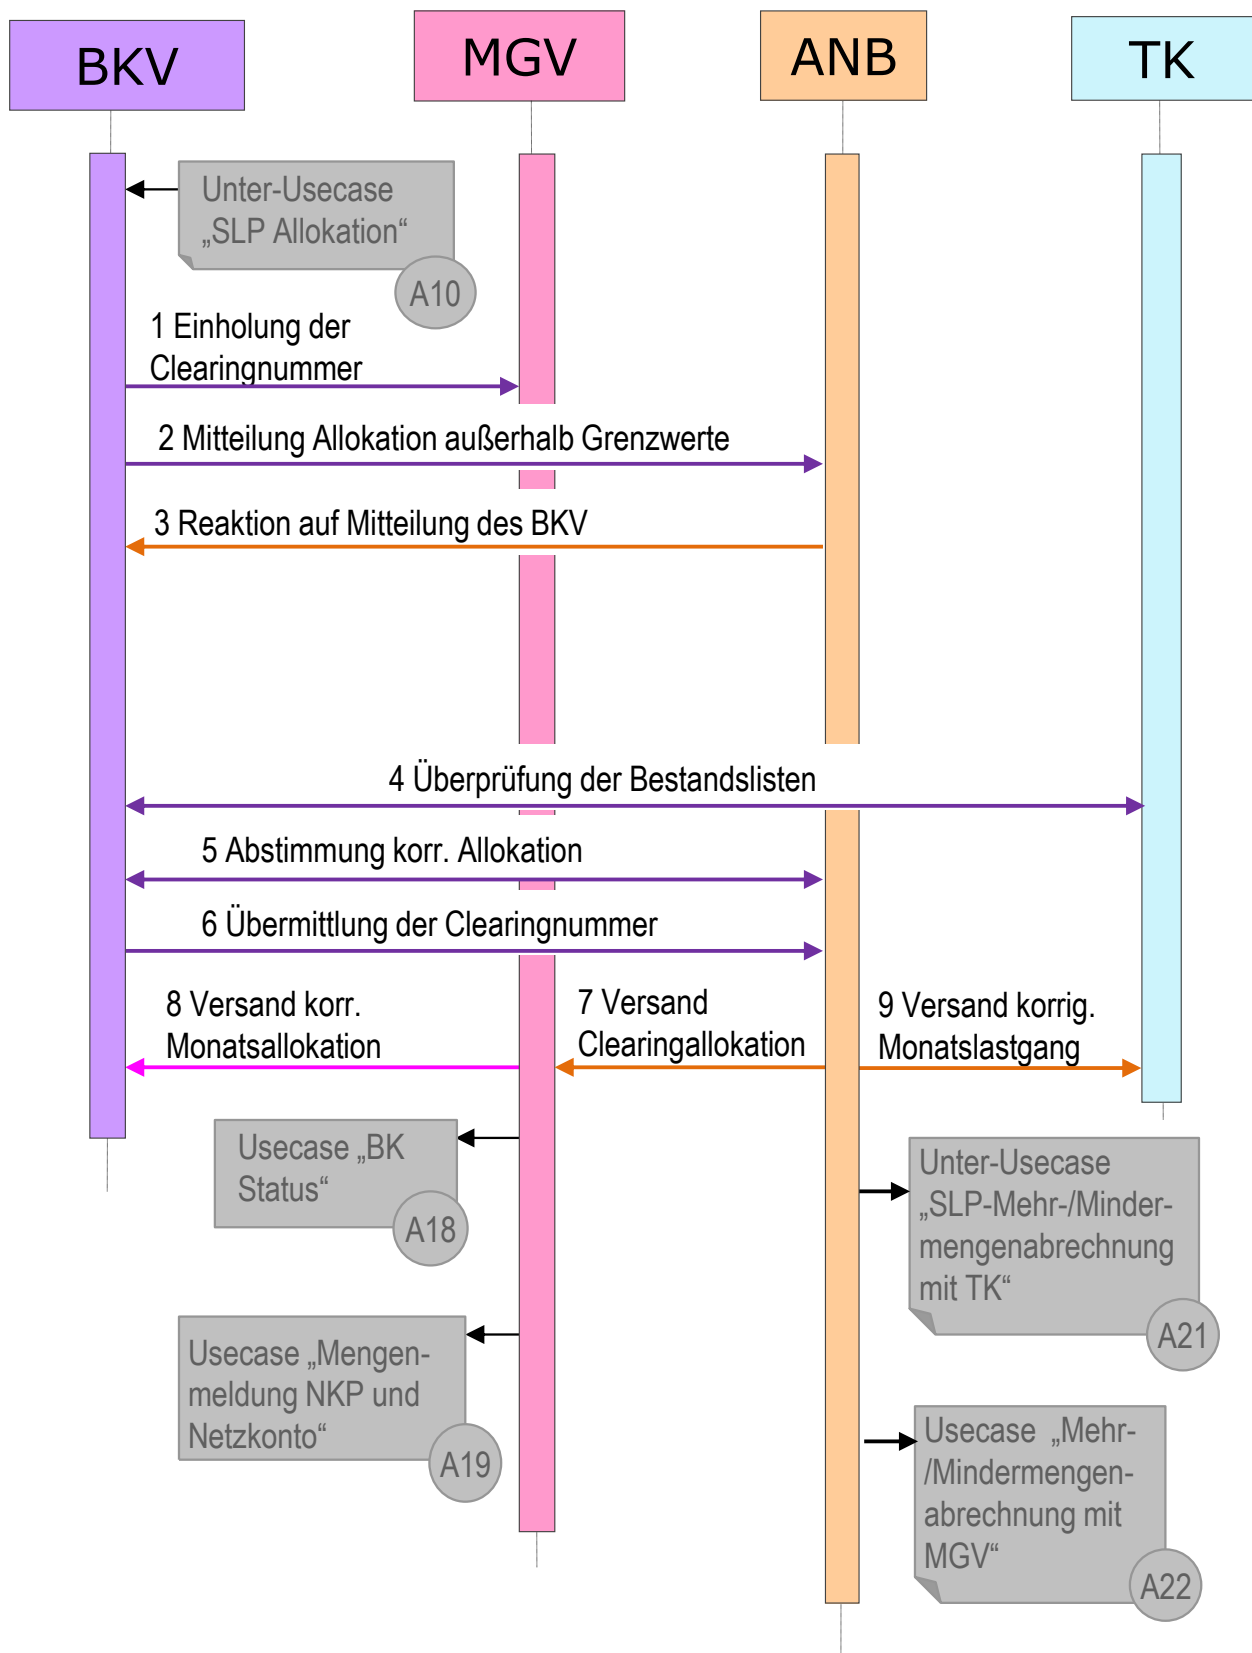 BKV
MGV
ANB
TK
Unter-Usecase
„SLP Allokation“
A10
1 Einholung der
Clearingnummer
2 Mitteilung Allokation außerhalb Grenzwerte
3 Reaktion auf Mitteilung des BKV
4 Überprüfung der Bestandslisten
5 Abstimmung korr. Allokation
6 Übermittlung der Clearingnummer
8 Versand korr.
Monatsallokation
7 Versand
Clearingallokation
9 Versand korrig.
Monatslastgang
Usecase „BK
Status“
A18
Unter-Usecase
„SLP-Mehr-/Minder-
mengenabrechnung
mit TK“
A21
Usecase „Mengen-
meldung NKP und
Netzkonto“
A19
Usecase „Mehr-
/Mindermengen-
abrechnung mit
MGV“
A22